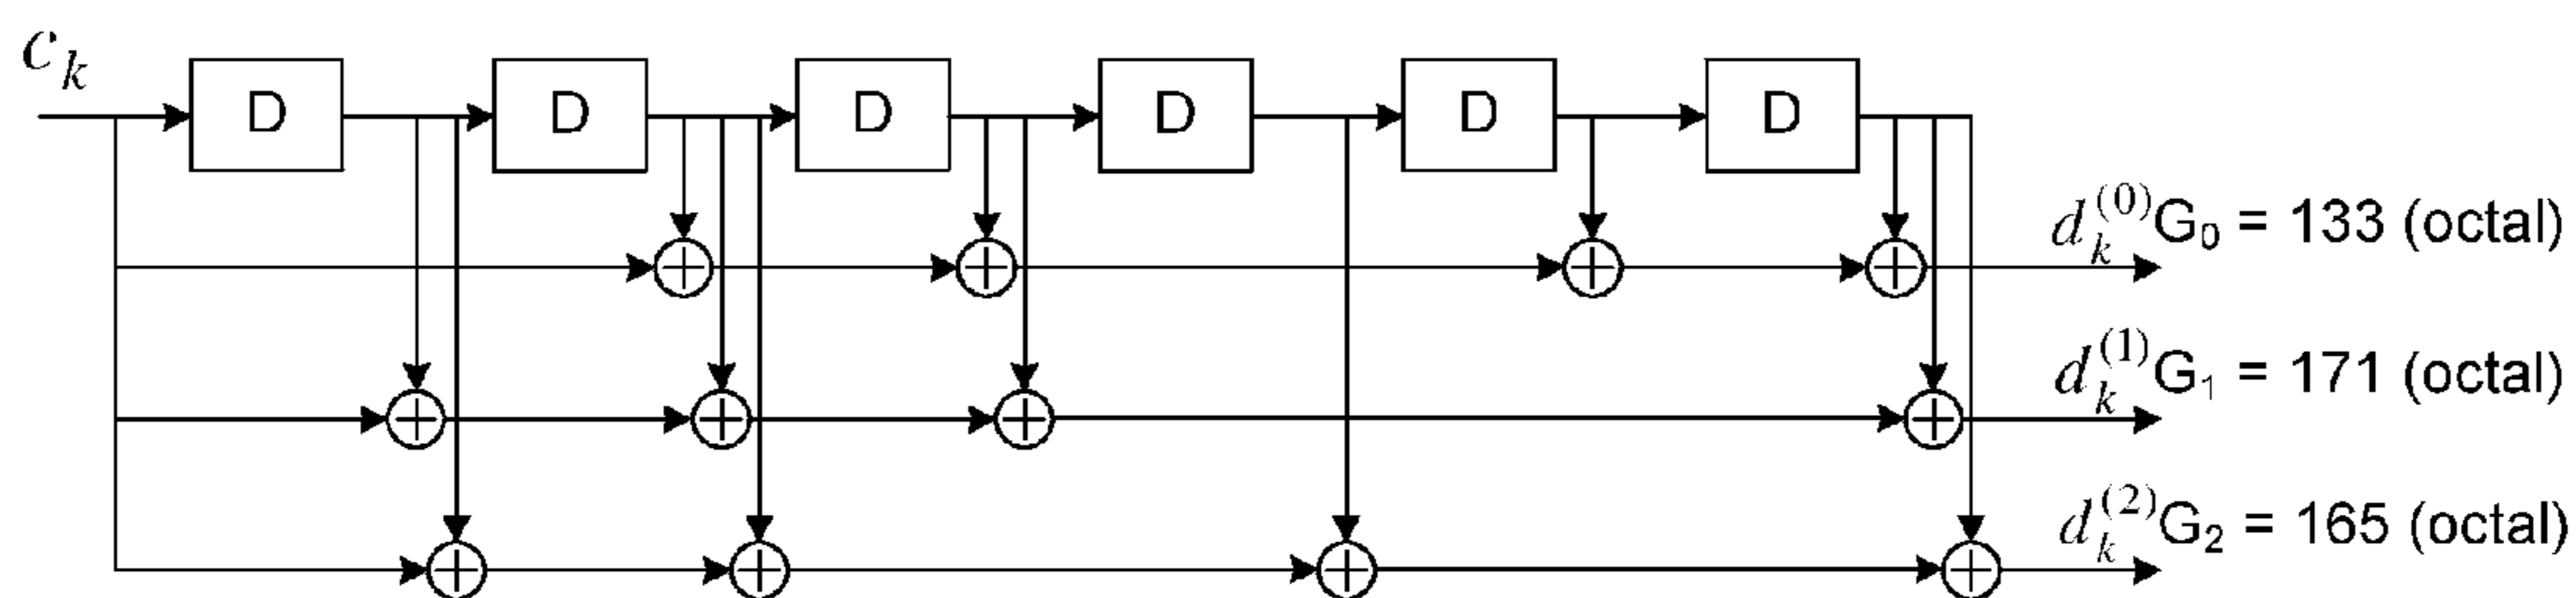 c_k
D D D D D D
d_k^(0) G₀ = 133 (octal)
d_k^(1) G₁ = 171 (octal)
d_k^(2) G₂ = 165 (octal)